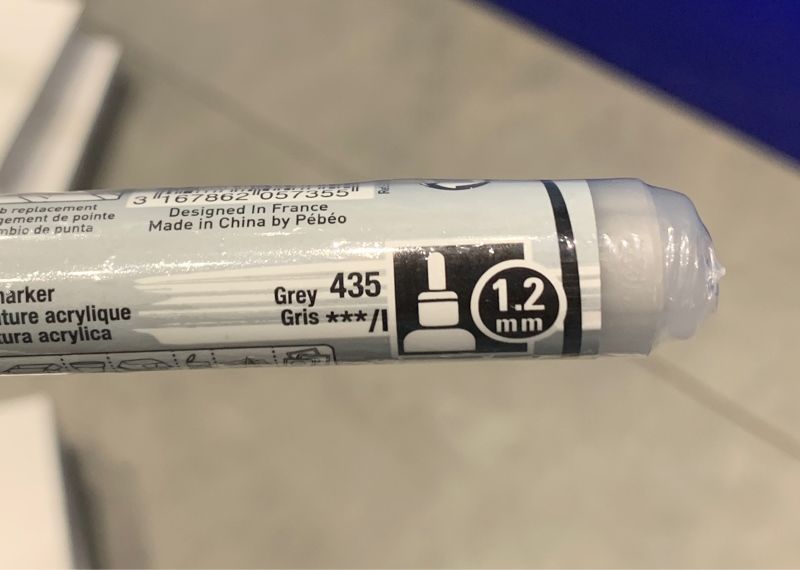 3 167862 057355
b replacement
gement de pointe
mbio de punta
Designed In France
Made in China by Pébéo
arker
ture acrylique
tura acrylica
Grey 435
Gris ***/I
1.2
mm